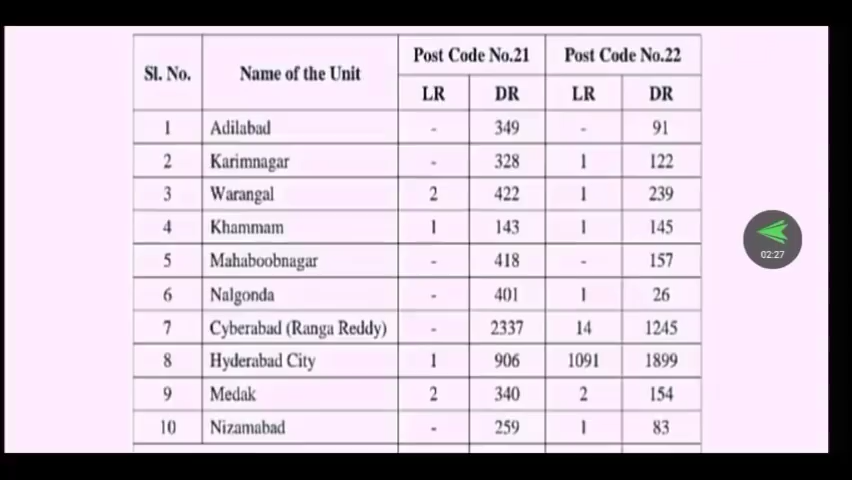 Sl. No. Name of the Unit Post Code No.21 Post Code No.22
LR DR LR DR
1 Adilabad - 349 - 91
2 Karimnagar - 328 1 122
3 Warangal 2 422 1 239
4 Khammam 1 143 1 145
5 Mahaboobnagar - 418 - 157
6 Nalgonda - 401 1 26
7 Cyberabad (Ranga Reddy) - 2337 14 1245
8 Hyderabad City 1 906 1091 1899
9 Medak 2 340 2 154
10 Nizamabad - 259 1 83
02:27